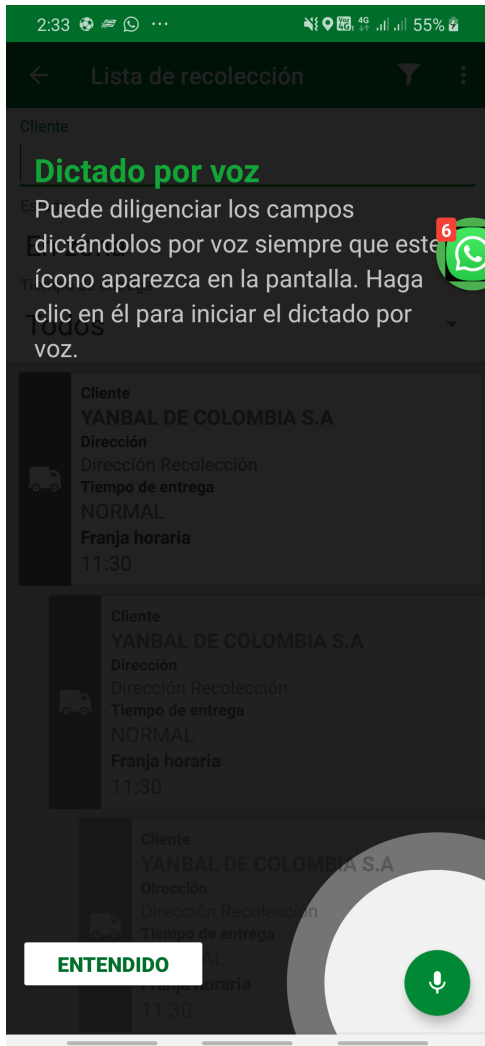 2:33
55%
Lista de recolección
Cliente
Dictado por voz
Puede diligenciar los campos
dictándolos por voz siempre que este
6
ícono aparezca en la pantalla. Haga
clic en él para iniciar el dictado por
Todos
voz.
Cliente
YANBAL DE COLOMBIA S.A
Dirección
Dirección Recolección
Tiempo de entrega
NORMAL
Franja horaria
11:30
Cliente
YANBAL DE COLOMBIA S.A
Dirección
Dirección Recolección
Tiempo de entrega
NORMAL
Franja horaria
11:30
Cliente
YANBAL DE COLOMBIA S.A
Dirección
Dirección Recolección
Tiempo de entrega
ENTENDIDO
horaria
11:30